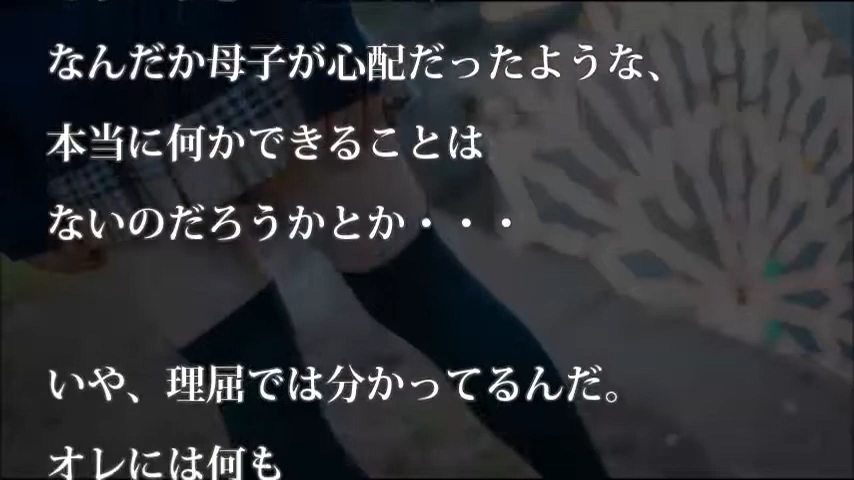 なんだか母子が心配だったような、
本当に何かできることは
ないのだろうかとか・・・
いや、理屈では分かってるんだ。
オレには何も